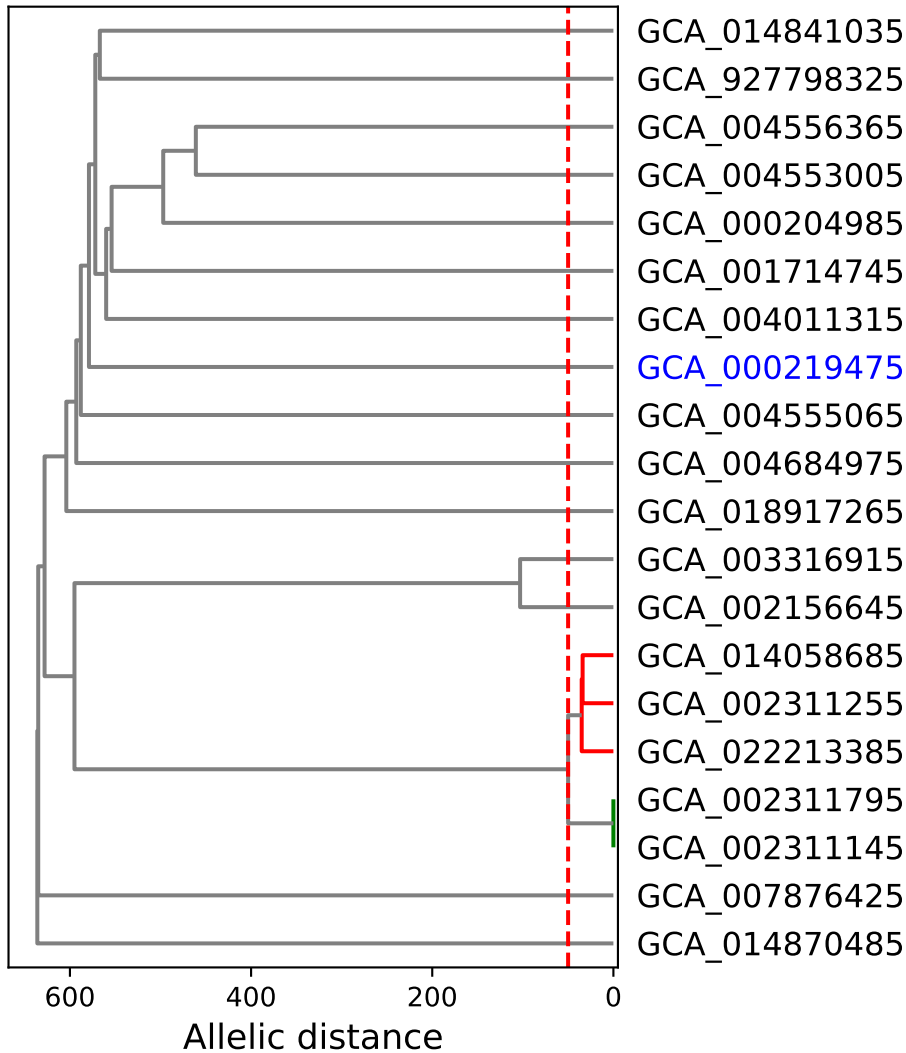 GCA_014841035
GCA_927798325
GCA_004556365
GCA_004553005
GCA_000204985
GCA_001714745
GCA_004011315
GCA_000219475
GCA_004555065
GCA_004684975
GCA_018917265
GCA_003316915
GCA_002156645
GCA_014058685
GCA_002311255
GCA_022213385
GCA_002311795
GCA_002311145
GCA_007876425
GCA_014870485
600 400 200 0
Allelic distance